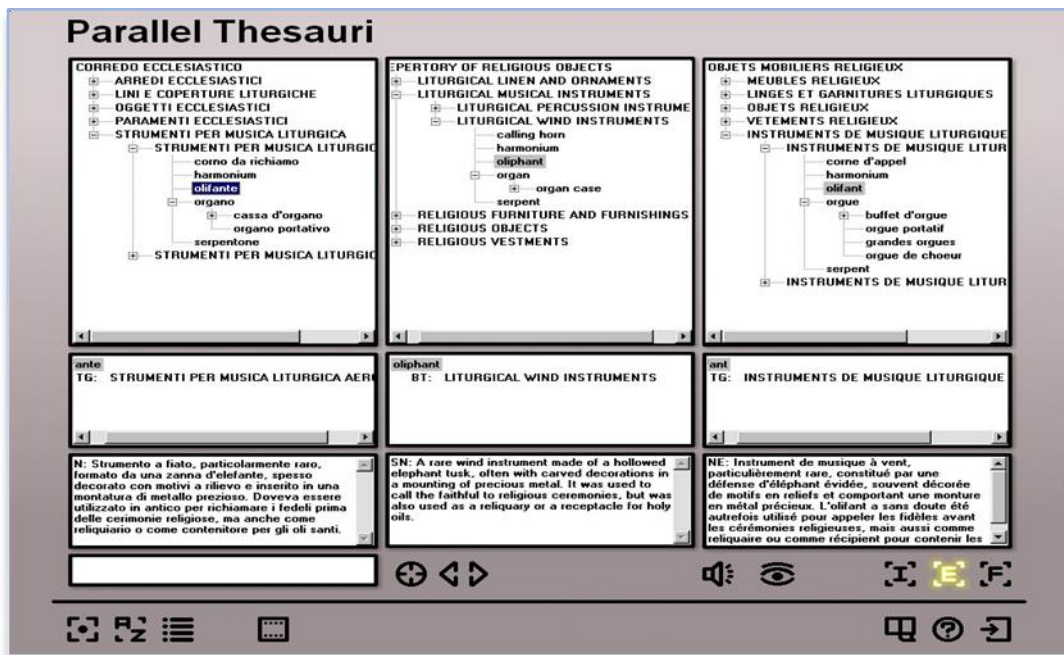 Parallel Thesauri
CORREDO ECCLESIASTICO
ARREDI ECCLESIASTICI
LINI E COPERTURE LITURGICHE
OGGETTI ECCLESIASTICI
PARAMENTI ECCLESIASTICI
STRUMENTI PER MUSICA LITURGICA
STRUMENTI PER MUSICA LITURGIC
corno da richiamo
harmonium
olifante
organo
cassa d'organo
organo portativo
serpentone
STRUMENTI PER MUSICA LITURGIC
EPERTORY OF RELIGIOUS OBJECTS
LITURGICAL LINEN AND ORNAMENTS
LITURGICAL MUSICAL INSTRUMENTS
LITURGICAL PERCUSSION INSTRUME
LITURGICAL WIND INSTRUMENTS
calling horn
harmonium
oliphant
organ
organ case
serpent
RELIGIOUS FURNITURE AND FURNISHINGS
RELIGIOUS OBJECTS
RELIGIOUS VESTMENTS
OBJETS MOBILIERS RELIGIEUX
MEUBLES RELIGIEUX
LINGES ET GARNITURES LITURGIQUES
OBJETS RELIGIEUX
VETEMENTS RELIGIEUX
INSTRUMENTS DE MUSIQUE LITURGIQUE
INSTRUMENTS DE MUSIQUE LITUR
corne d'appel
harmonium
olifant
orgue
buffet d'orgue
orgue portatif
grandes orgues
orgue de choeur
serpent
INSTRUMENTS DE MUSIQUE LITUR
ante
TG: STRUMENTI PER MUSICA LITURGICA AERI
oliphant
BT: LITURGICAL WIND INSTRUMENTS
ant
TG: INSTRUMENTS DE MUSIQUE LITURGIQUE
N: Strumento a fiato, particolarmente raro,
formato da una zanna d'elefante, spesso
decorato con motivi a rilievo e inserito in una
montatura di metallo prezioso. Doveva essere
utilizzato in antico per richiamare i fedeli prima
delle cerimonie religiose, ma anche come
reliquiario o come contenitore per gli oli santi.
SN: A rare wind instrument made of a hollowed
elephant tusk, often with carved decorations in
a mounting of precious metal. It was used to
call the faithful to religious ceremonies, but was
also used as a reliquary or a receptacle for holy
oils.
NE: Instrument de musique à vent,
particulièrement rare, constitué par une
défense d'éléphant évidée, souvent décorée
de motifs en reliefs et comportant une monture
en métal précieux. L'olifant a sans doute été
autrefois utilisé pour appeler les fidèles avant
les cérémonies religieuses, mais aussi comme
reliquaire ou comme récipient pour contenir les
I
E
F
A
Z
?